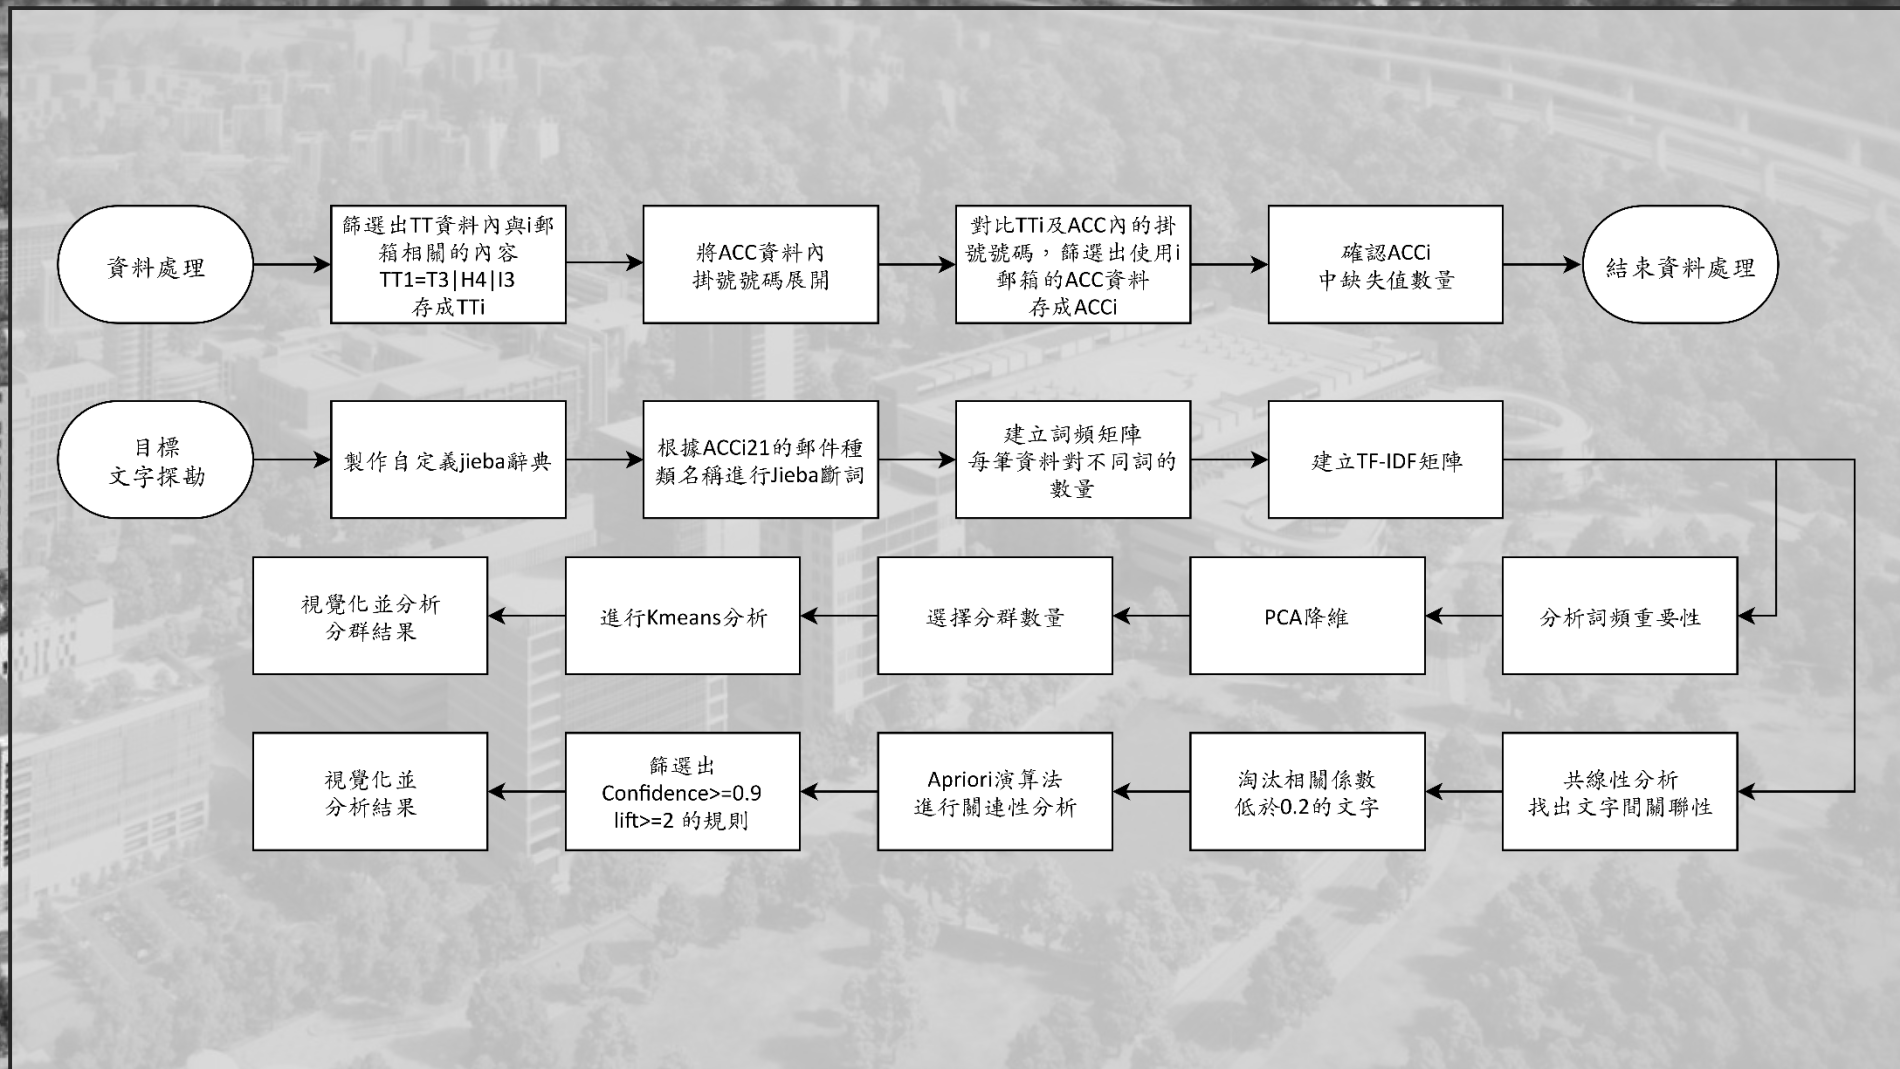 資料處理
篩選出TT資料內與i郵
箱相關的內容
TT1=T3|H4|I3
存成TTi
將ACC資料內
掛號號碼展開
對比TTi及ACC內的掛
號號碼，篩選出使用i
郵箱的ACC資料
存成ACCi
確認ACCi
中缺失值數量
結束資料處理
目標
文字探勘
製作自定義jieba辭典
根據ACCi21的郵件種
類名稱進行Jieba斷詞
建立詞頻矩陣
每筆資料對不同詞的
數量
建立TF-IDF矩陣
分析詞頻重要性
PCA降維
選擇分群數量
進行Kmeans分析
視覺化並分析
分群結果
共線性分析
找出文字間關聯性
淘汰相關係數
低於0.2的文字
Apriori演算法
進行關連性分析
篩選出
Confidence>=0.9
lift>=2 的規則
視覺化並
分析結果